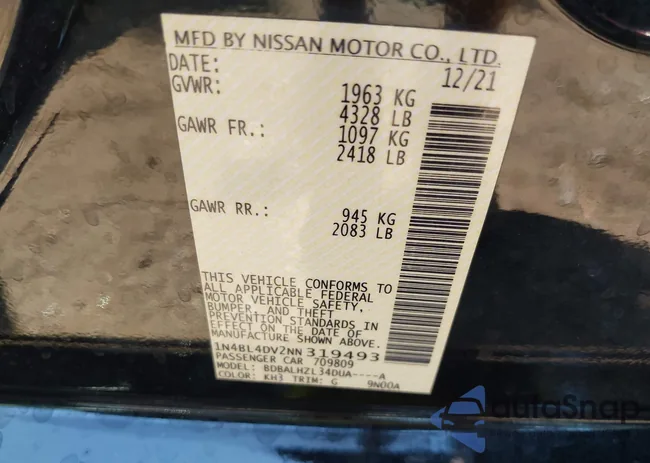 MFD BY NISSAN MOTOR CO., LTD.
DATE: 12/21
GVWR: 1963 KG
4328 LB
GAWR FR.: 1097 KG
2418 LB
GAWR RR.: 945 KG
2083 LB
THIS VEHICLE CONFORMS TO
ALL APPLICABLE FEDERAL
MOTOR VEHICLE SAFETY,
BUMPER, AND THEFT
PREVENTION STANDARDS IN
EFFECT ON THE DATE OF
MANUFACTURE SHOWN ABOVE.
1N4BL4DV2NN319493
PASSENGER CAR 709809
MODEL: BDBALHZL34DUA----A
COLOR: KH3 TRIM: G 9N00A
AutoSnap